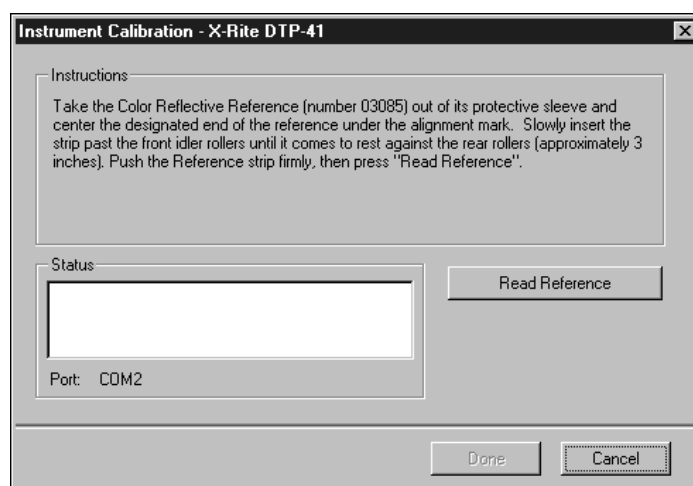 Instrument Calibration - X-Rite DTP-41
Instructions
Take the Color Reflective Reference (number 03085) out of its protective sleeve and
center the designated end of the reference under the alignment mark.  Slowly insert the
strip past the front idler rollers until it comes to rest against the rear rollers (approximately 3
inches). Push the Reference strip firmly, then press "Read Reference".
Status
Read Reference
Port:   COM2
Done
Cancel